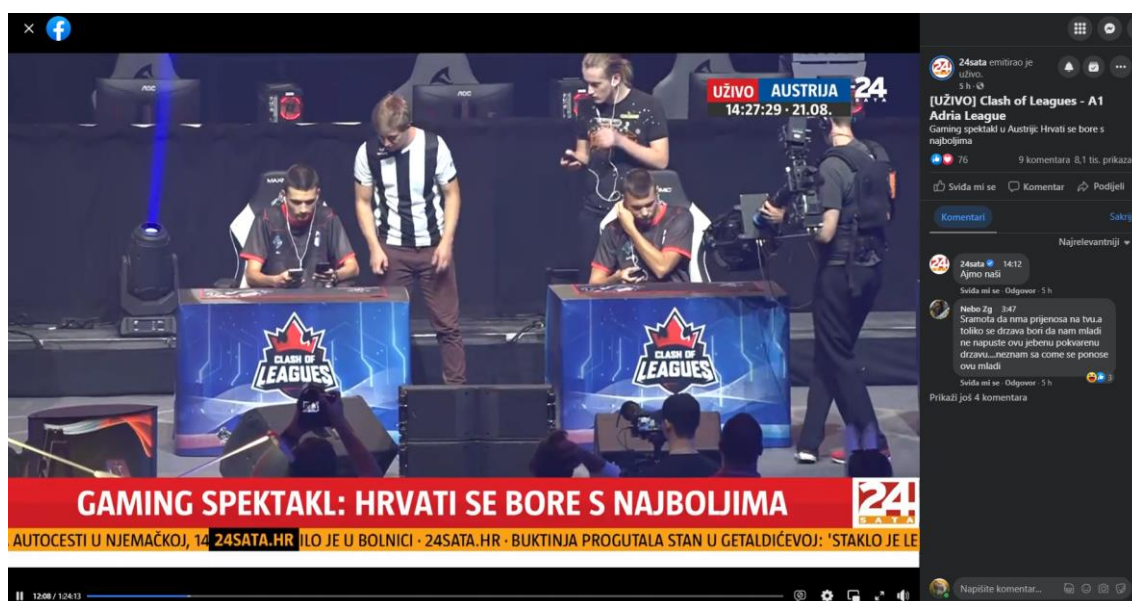 AOC
AOC
UŽIVO AUSTRIJA
14:27:29 · 21.08.
24
SATA
CLASH OF
LEAGUES
CLASH OF
LEAGUES
GAMING SPEKTAKL: HRVATI SE BORE S NAJBOLJIMA
24!
SATA
AUTOCESTI U NJEMAČKOJ, 14 24SATA.HR ILO JE U BOLNICI · 24SATA.HR · BUKTINJA PROGUTALA STAN U GETALDIĆEVOJ: 'STAKLO JE LE
12:08 / 1:24:13
24sata emitirao je
uživo.
5 h ·
[UŽIVO] Clash of Leagues - A1
Adria League
Gaming spektakl u Austriji: Hrvati se bore s
najboljima
76 9 komentara 8,1 tis. prikaza
Sviđa mi se Komentar Podijeli
Komentari Sakrij
Najrelevantniji
24sata 14:12
Ajmo naši
Sviđa mi se · Odgovor · 5 h
Nebo Zg 3:47
Sramota da nma prijenosa na tvu.a
toliko se drzava bori da nam mladi
ne napuste ovu jebenu pokvarenu
drzavu....neznam sa come se ponose
ovu mladi
3
Sviđa mi se · Odgovor · 5 h
Prikaži još 4 komentara
Napišite komentar...